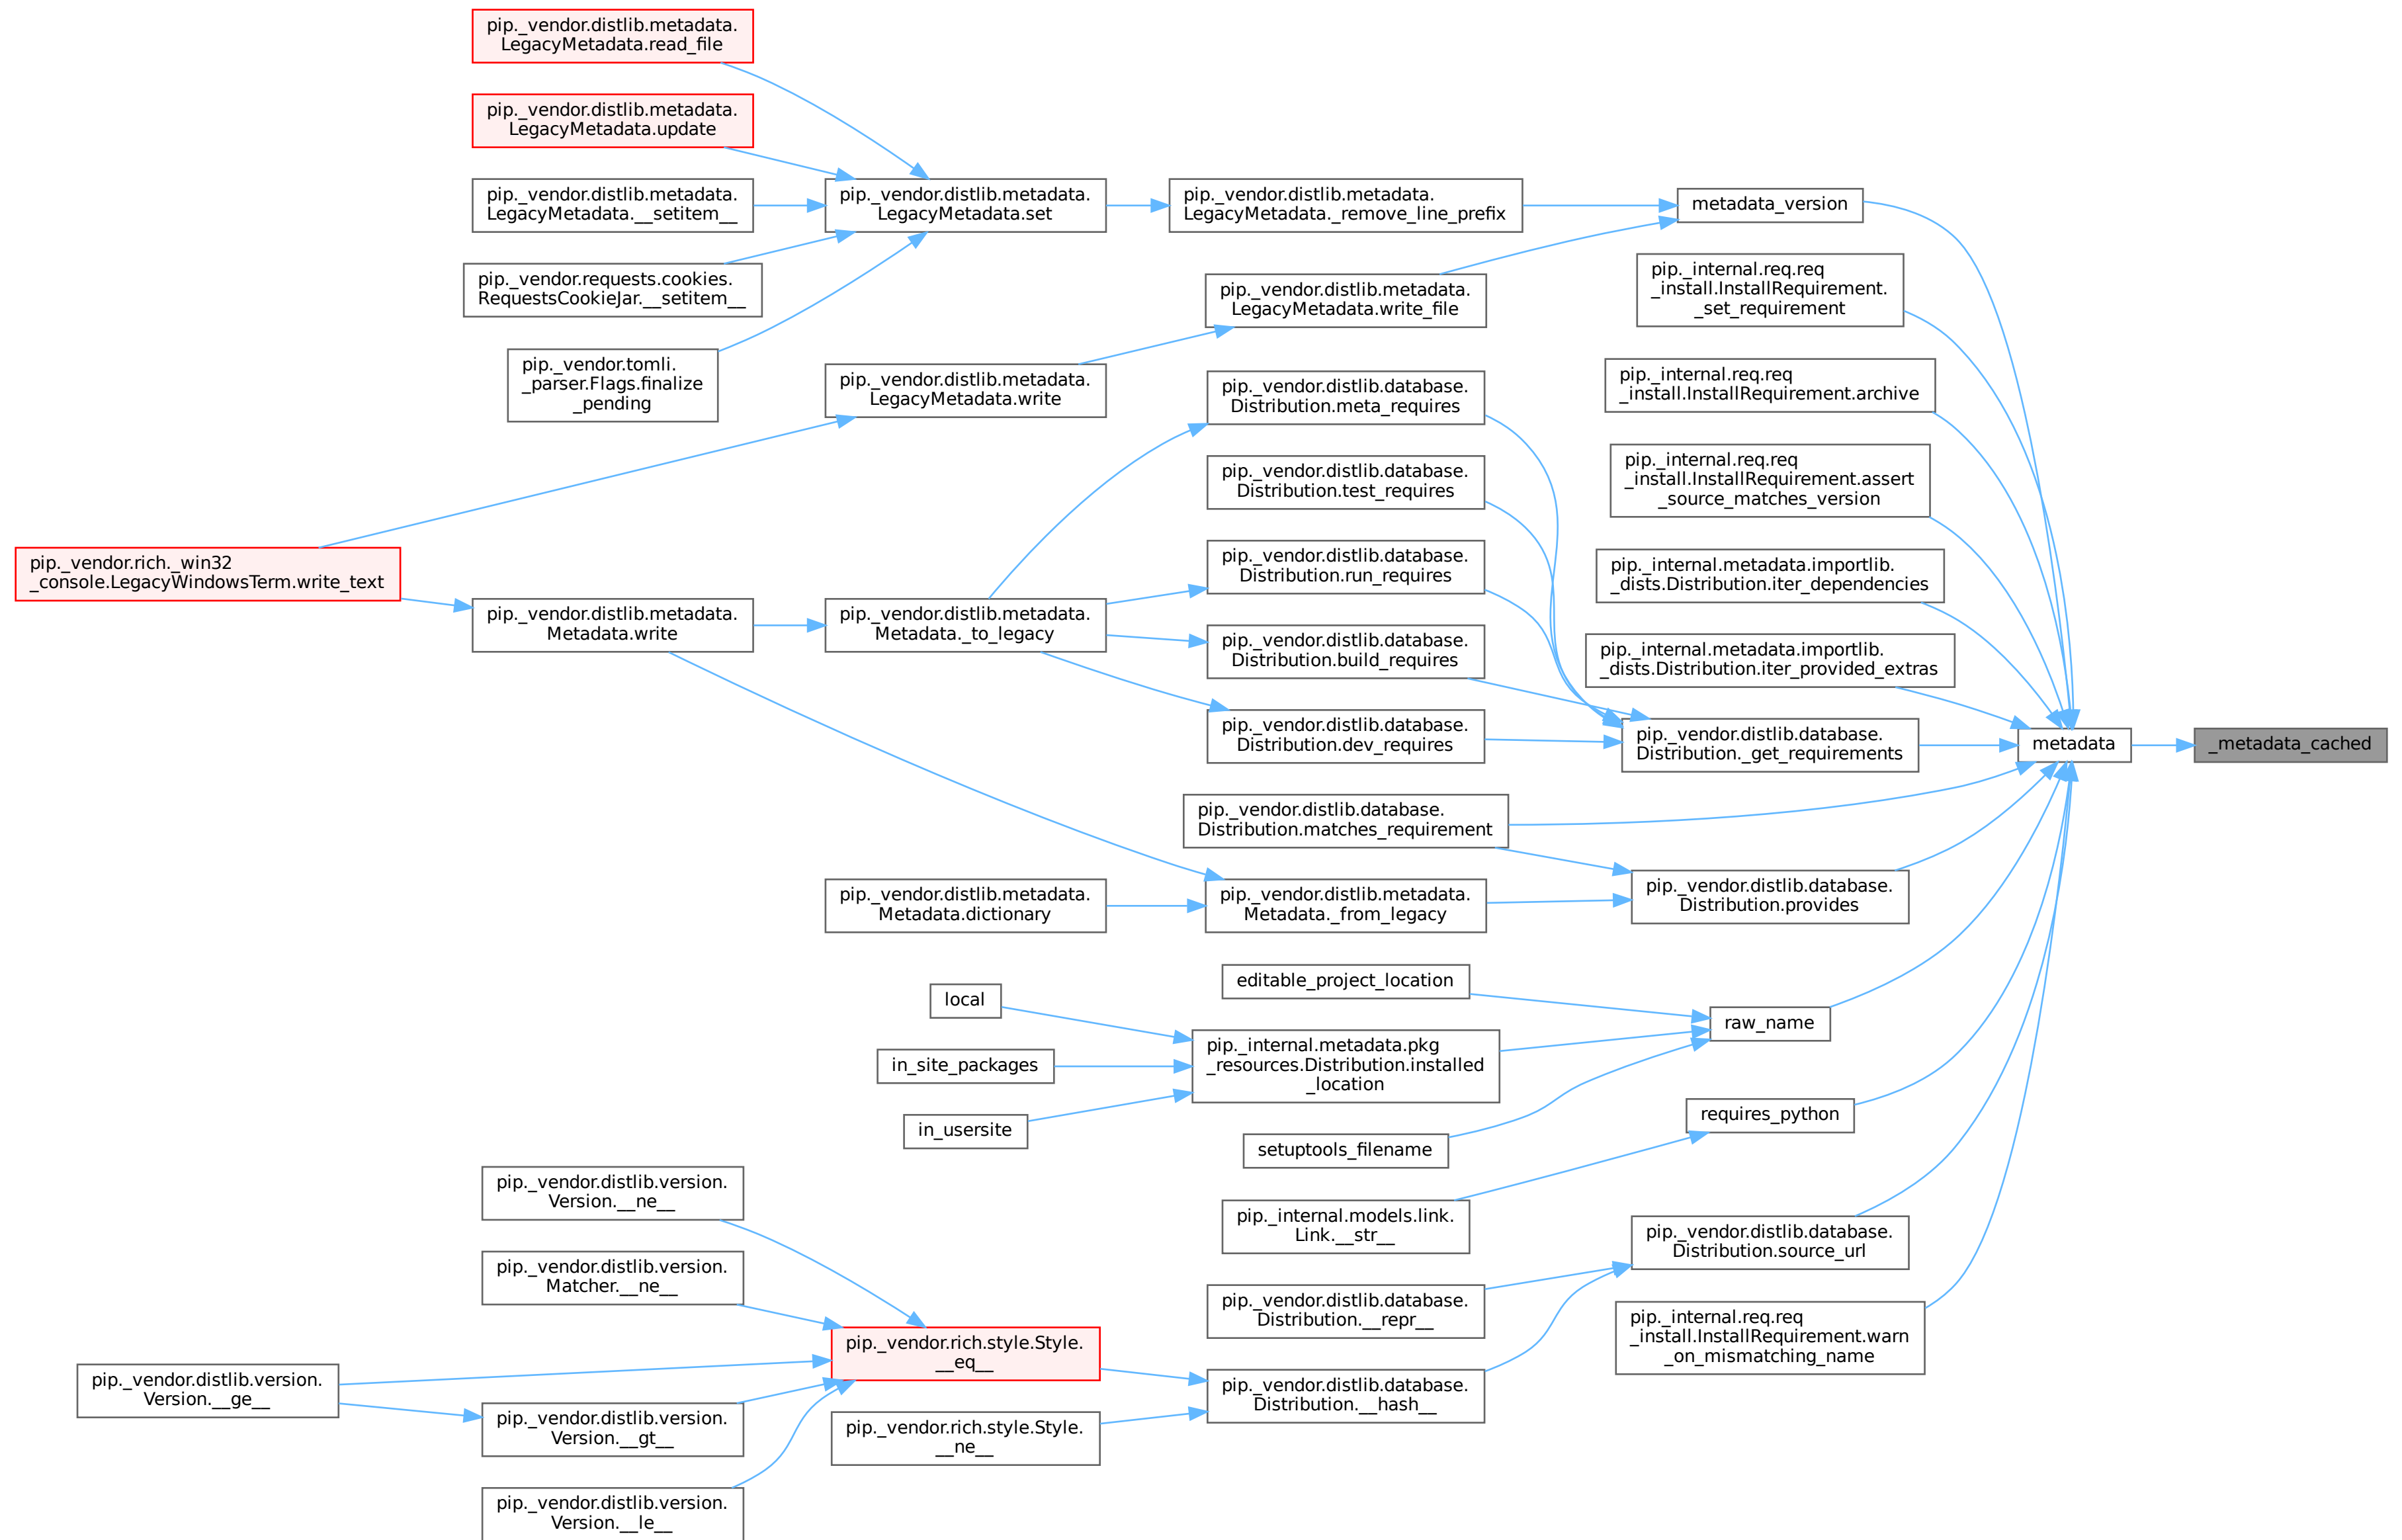 pip._vendor.distlib.metadata.
LegacyMetadata.read_file
pip._vendor.distlib.metadata.
LegacyMetadata.update
pip._vendor.distlib.metadata.
LegacyMetadata.__setitem__
pip._vendor.requests.cookies.
RequestsCookieJar.__setitem__
pip._vendor.tomli.
_parser.Flags.finalize
_pending
pip._vendor.distlib.metadata.
LegacyMetadata.set
pip._vendor.distlib.metadata.
LegacyMetadata._remove_line_prefix
metadata_version
pip._vendor.distlib.metadata.
LegacyMetadata.write_file
pip._vendor.distlib.metadata.
LegacyMetadata.write
pip._internal.req.req
_install.InstallRequirement.
_set_requirement
pip._internal.req.req
_install.InstallRequirement.archive
pip._internal.req.req
_install.InstallRequirement.assert
_source_matches_version
pip._internal.metadata.importlib.
_dists.Distribution.iter_dependencies
pip._internal.metadata.importlib.
_dists.Distribution.iter_provided_extras
pip._vendor.distlib.database.
Distribution.meta_requires
pip._vendor.distlib.database.
Distribution.test_requires
pip._vendor.distlib.database.
Distribution.run_requires
pip._vendor.distlib.database.
Distribution.build_requires
pip._vendor.distlib.database.
Distribution.dev_requires
pip._vendor.rich._win32
_console.LegacyWindowsTerm.write_text
pip._vendor.distlib.metadata.
Metadata.write
pip._vendor.distlib.metadata.
Metadata._to_legacy
pip._vendor.distlib.database.
Distribution._get_requirements
metadata
_metadata_cached
pip._vendor.distlib.database.
Distribution.matches_requirement
pip._vendor.distlib.metadata.
Metadata.dictionary
pip._vendor.distlib.metadata.
Metadata._from_legacy
pip._vendor.distlib.database.
Distribution.provides
editable_project_location
local
in_site_packages
in_usersite
pip._internal.metadata.pkg
_resources.Distribution.installed
_location
raw_name
setuptools_filename
requires_python
pip._internal.models.link.
Link.__str__
pip._vendor.distlib.database.
Distribution.source_url
pip._vendor.distlib.database.
Distribution.__repr__
pip._internal.req.req
_install.InstallRequirement.warn
_on_mismatching_name
pip._vendor.distlib.version.
Version.__ne__
pip._vendor.distlib.version.
Matcher.__ne__
pip._vendor.rich.style.Style.
__eq__
pip._vendor.distlib.database.
Distribution.__hash__
pip._vendor.distlib.version.
Version.__ge__
pip._vendor.distlib.version.
Version.__gt__
pip._vendor.rich.style.Style.
__ne__
pip._vendor.distlib.version.
Version.__le__